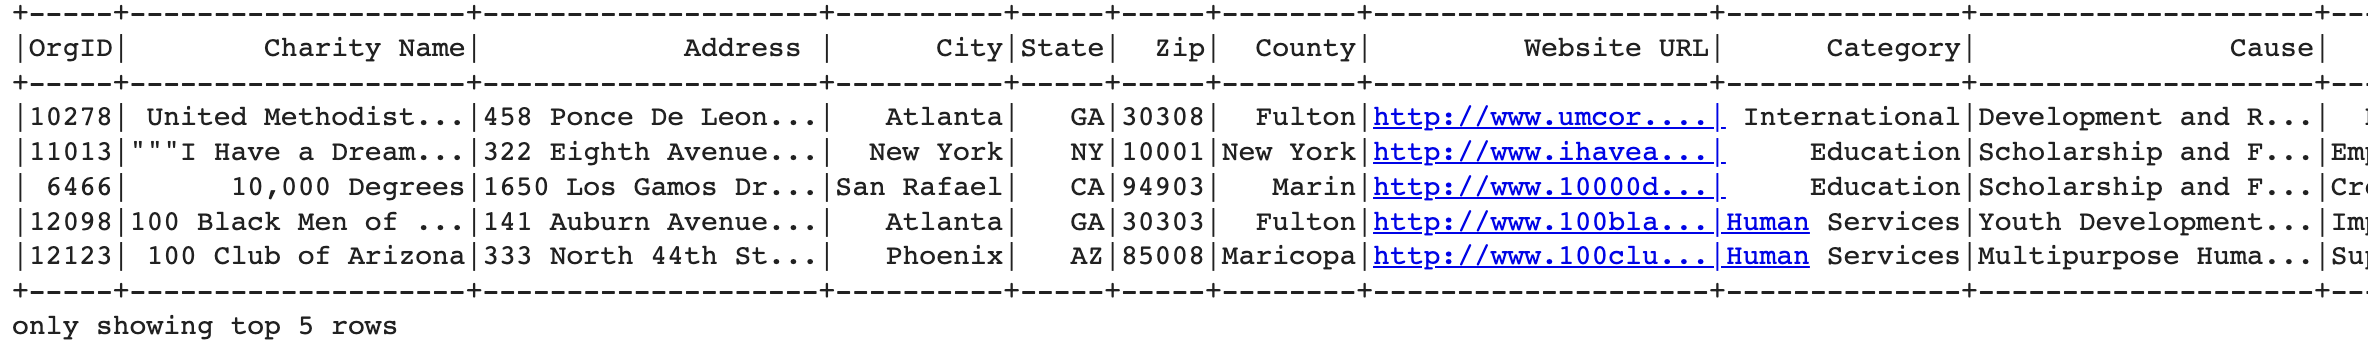 +-----+--------------------+--------------------+----------+-----+-----+--------+--------------------+--------------+--------------------+---
|OrgID|        Charity Name|            Address |      City|State|  Zip|  County|         Website URL|      Category|               Cause|
+-----+--------------------+--------------------+----------+-----+-----+--------+--------------------+--------------+--------------------+---
|10278| United Methodist...|458 Ponce De Leon...|   Atlanta|   GA|30308|  Fulton|http://www.umcor....| International|Development and R...|
|11013|"""I Have a Dream...|322 Eighth Avenue...|  New York|   NY|10001|New York|http://www.ihavea...|     Education|Scholarship and F...|Emp
| 6466|      10,000 Degrees|1650 Los Gamos Dr...|San Rafael|   CA|94903|   Marin|http://www.10000d...|     Education|Scholarship and F...|Cre
|12098|100 Black Men of ...|141 Auburn Avenue...|   Atlanta|   GA|30303|  Fulton|http://www.100bla...|Human Services|Youth Development...|Imp
|12123| 100 Club of Arizona|333 North 44th St...|   Phoenix|   AZ|85008|Maricopa|http://www.100clu...|Human Services|Multipurpose Huma...|Sup
+-----+--------------------+--------------------+----------+-----+-----+--------+--------------------+--------------+--------------------+---
only showing top 5 rows